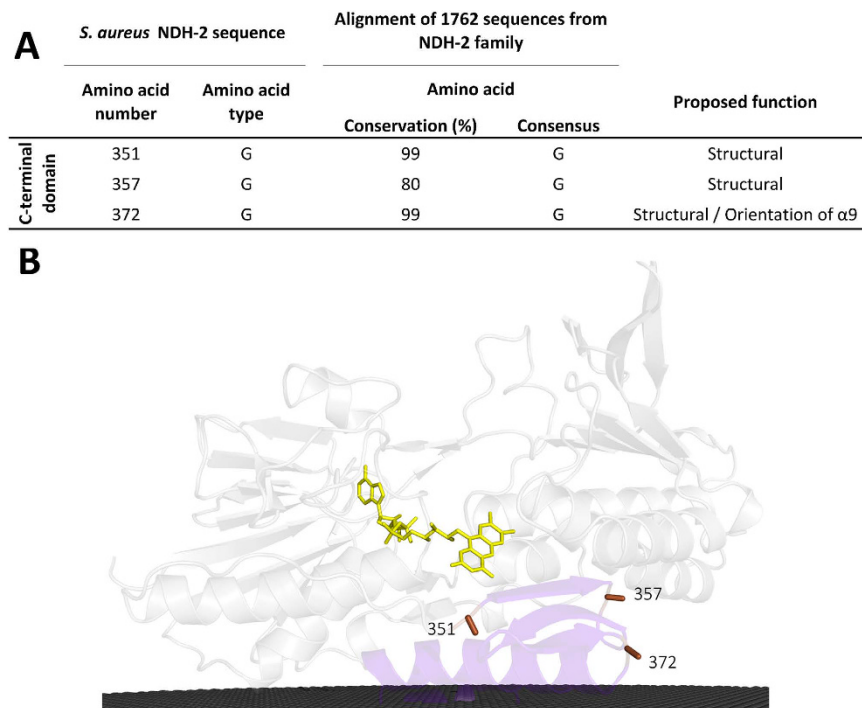 A
S. aureus NDH-2 sequence
Alignment of 1762 sequences from
NDH-2 family
Amino acid
number
Amino acid
type
Amino acid
Conservation (%)
Consensus
Proposed function
C-terminal
domain
351 G 99 G Structural
357 G 80 G Structural
372 G 99 G Structural / Orientation of α9
B
357
351
372